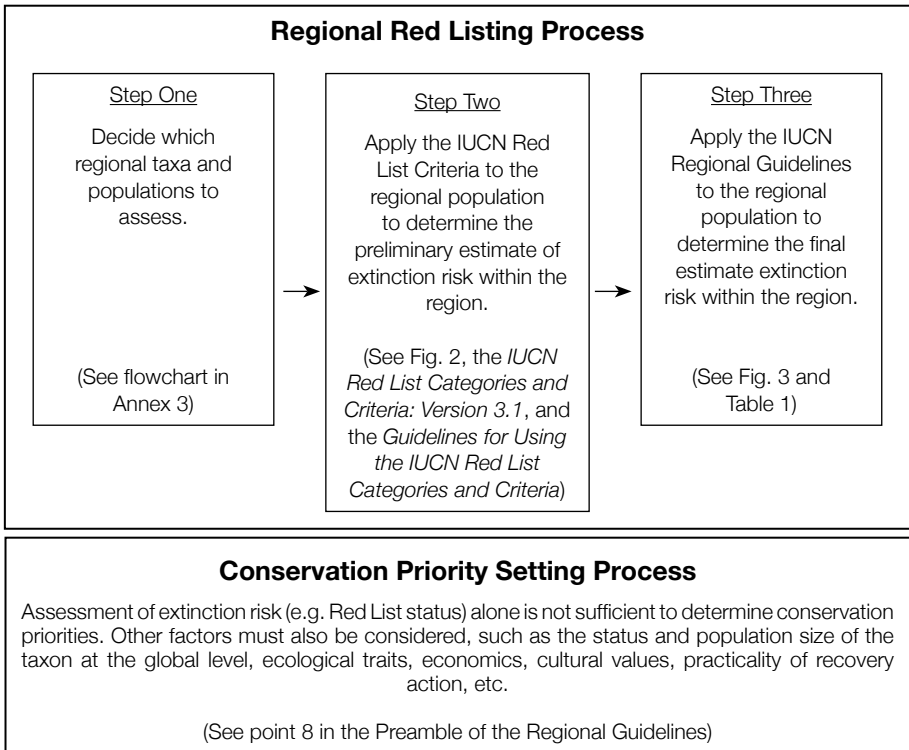 Regional Red Listing Process
Step One
Decide which
regional taxa and
populations to
assess.
(See flowchart in
Annex 3)
Step Two
Apply the IUCN Red
List Criteria to the
regional population
to determine the
preliminary estimate of
extinction risk within the
region.
(See Fig. 2, the IUCN
Red List Categories and
Criteria: Version 3.1, and
the Guidelines for Using
the IUCN Red List
Categories and Criteria)
Step Three
Apply the IUCN
Regional Guidelines
to the regional
population to
determine the final
estimate extinction
risk within the region.
(See Fig. 3 and
Table 1)
Conservation Priority Setting Process
Assessment of extinction risk (e.g. Red List status) alone is not sufficient to determine conservation
priorities. Other factors must also be considered, such as the status and population size of the
taxon at the global level, ecological traits, economics, cultural values, practicality of recovery
action, etc.
(See point 8 in the Preamble of the Regional Guidelines)